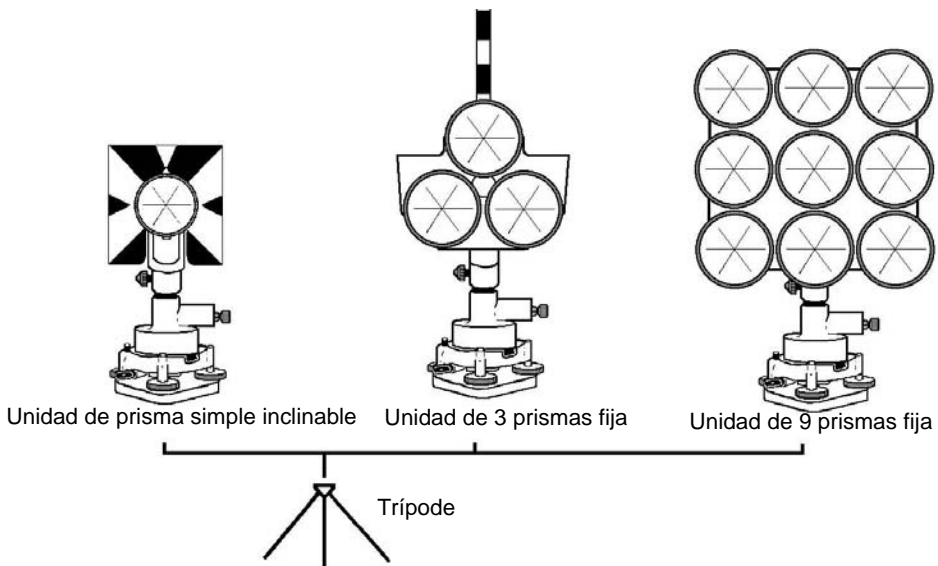 Unidad de prisma simple inclinable
Unidad de 3 prismas fija
Unidad de 9 prismas fija
Trípode